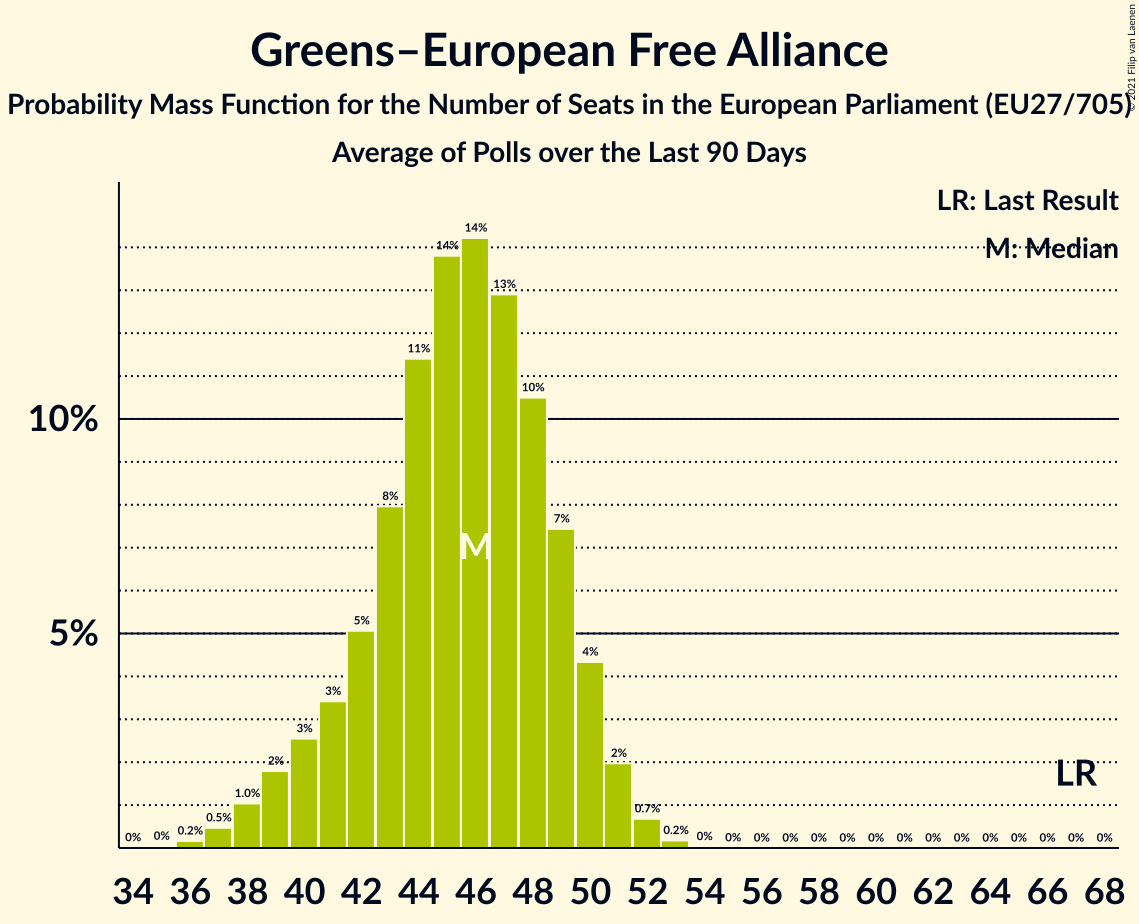 © 2021 Filip van Laenen
Greens–European Free Alliance
Probability Mass Function for the Number of Seats in the European Parliament (EU27/705)
Average of Polls over the Last 90 Days
LR: Last Result
M: Median
10%
5%
0% 0% 0.2% 0.5% 1.0% 2% 3% 3% 5% 8% 11% 14% 14% 13% 10% 7% 4% 2% 0.7% 0.2% 0% 0% 0% 0% 0% 0% 0% 0% 0% 0% 0% 0% 0% 0% 0%
M
LR
34 36 38 40 42 44 46 48 50 52 54 56 58 60 62 64 66 68